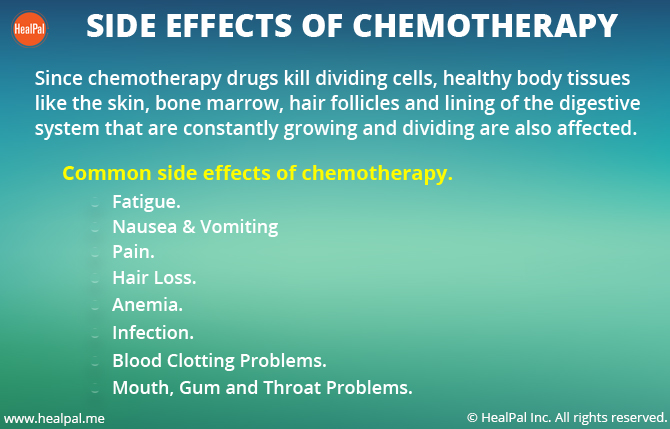 HealPal
SIDE EFFECTS OF CHEMOTHERAPY
Since chemotherapy drugs kill dividing cells, healthy body tissues
like the skin, bone marrow, hair follicles and lining of the digestive
system that are constantly growing and dividing are also affected.
Common side effects of chemotherapy.
Fatigue.
Nausea & Vomiting
Pain.
Hair Loss.
Anemia.
Infection.
Blood Clotting Problems.
Mouth, Gum and Throat Problems.
www.healpal.me
© HealPal Inc. All rights reserved.